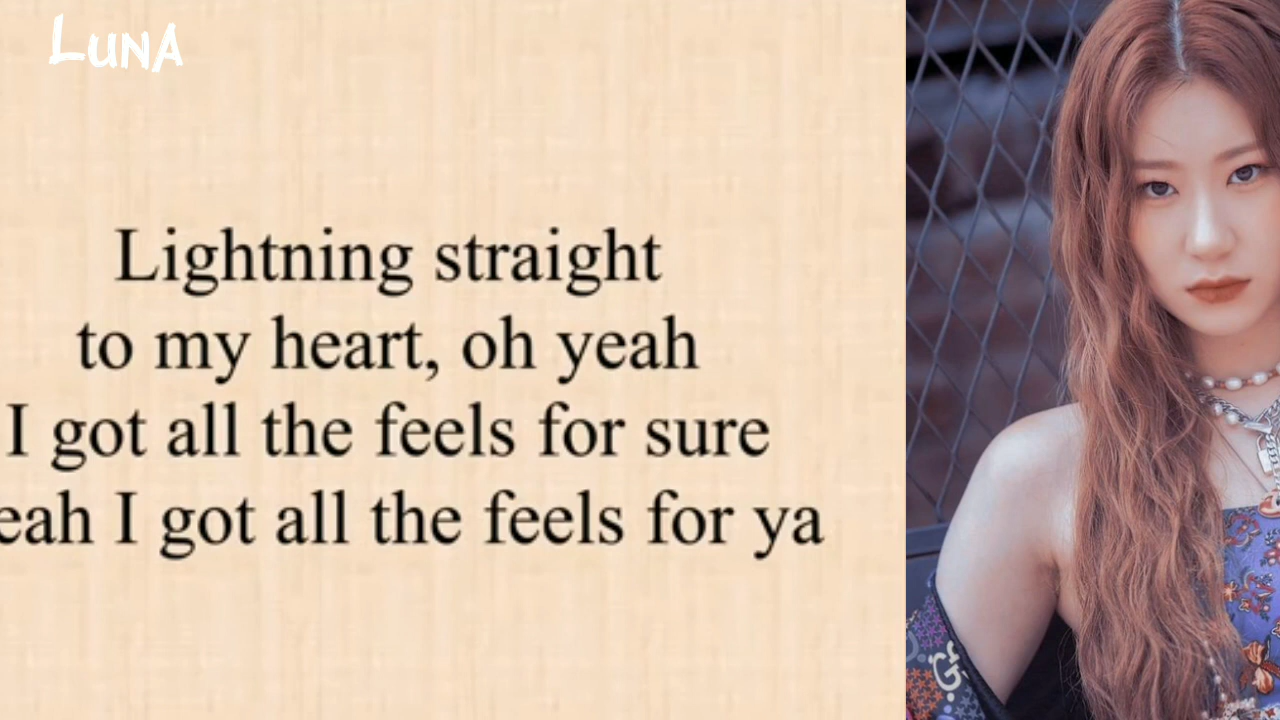 LUNA
Lightning straight
to my heart, oh yeah
I got all the feels for sure
eah I got all the feels for ya
G